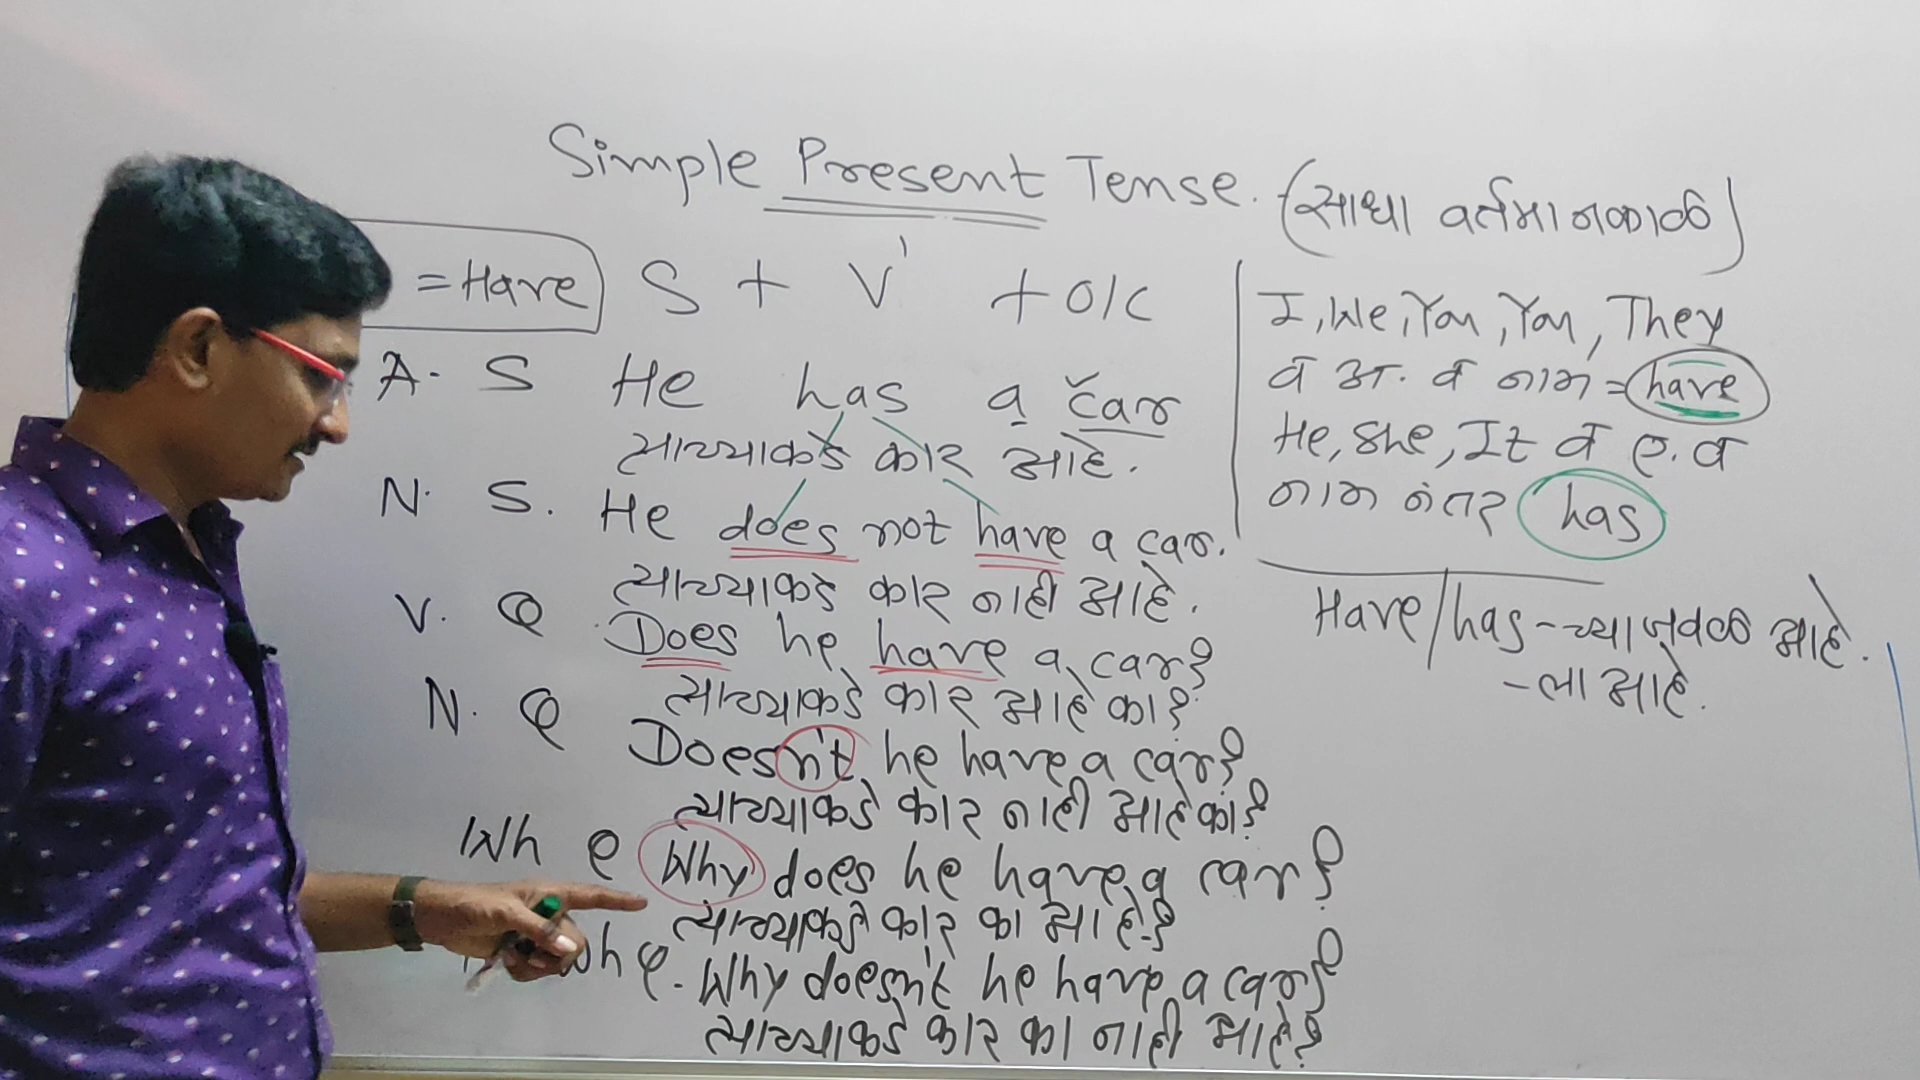 Simple Present Tense. (साधा वर्तमानकाळ)
=Have S + V¹ + O/C
A. S He has a car
त्याच्याकडे कार आहे.
N. S. He does not have a car.
त्याच्याकडे कार नाही आहे.
V. Q Does he have a car?
त्याच्याकडे कार आहे का?
N. Q Doesn't he have a car?
त्याच्याकडे कार नाही आहे का?
Wh Q Why does he have a car?
त्याच्याकडे कार का आहे?
Wh Q. Why doesn't he have a car?
त्याच्याकडे कार का नाही आहे?
I, We, You, You, They
व अ. व नाम = have
He, She, It व ए. व
नाम नंतर has
Have/has - च्याजवळ आहे.
- ला आहे.